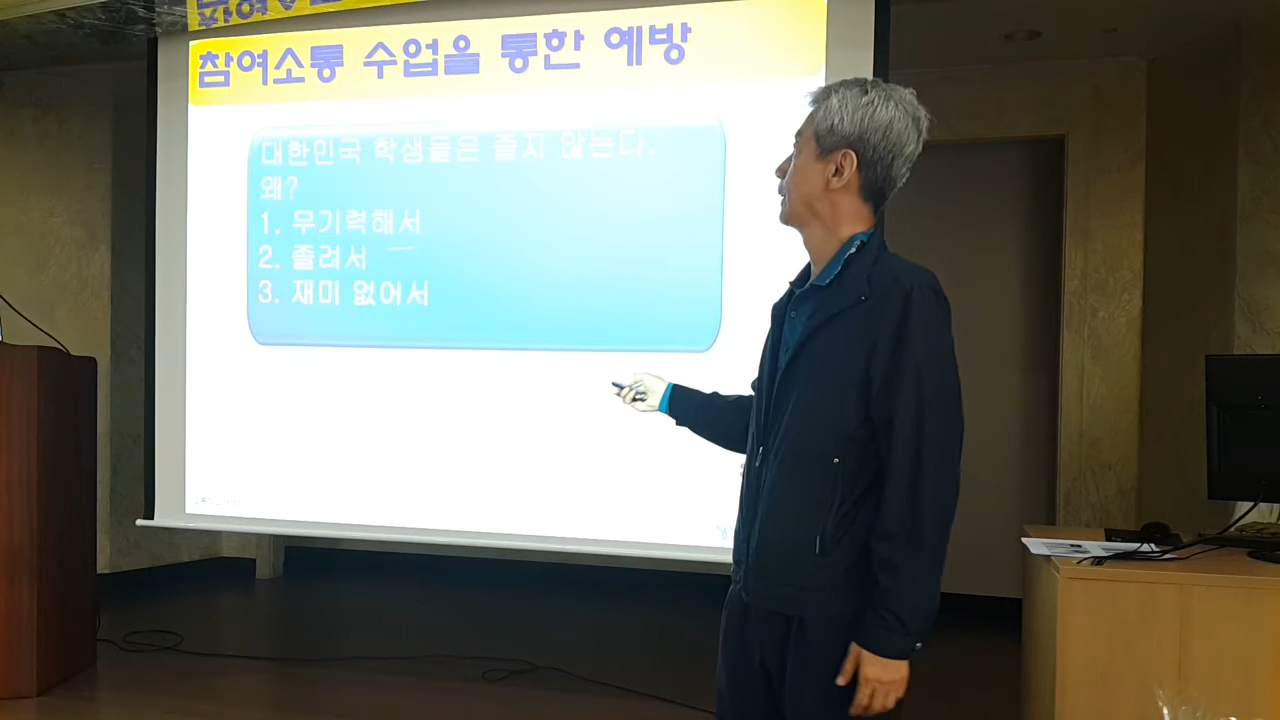 참여소통 수업을 통한 예방
대한민국 학생들은 졸지 않는다.
왜?
1. 무기력해서
2. 졸려서
3. 재미 없어서